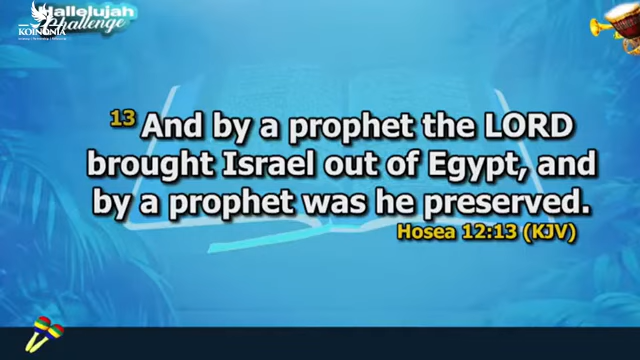 Hallelujah
Challenge
KOINONIA
13 And by a prophet the LORD
brought Israel out of Egypt, and
by a prophet was he preserved.
Hosea 12:13 (KJV)